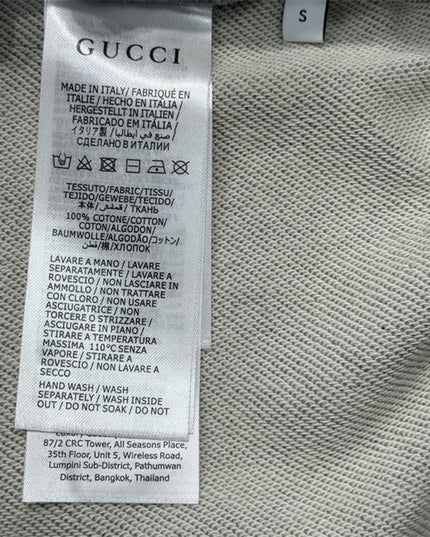 S
GUCCI
MADE IN ITALY/ FABRIQUÉ EN
ITALIE / HECHO EN ITALIA/
HERGESTELLT IN ITALIEN/
FABRICADO EM ITÁLIA/
イタリア製 / صنع في ايطاليا/
СДЕЛАНО В ИТАЛИИ
TESSUTO/FABRIC/TISSU/
TEJIDO/GEWEBE/TECIDO/
本体/ قماش/ ТКАНЬ
100% COTONE/COTTON/
COTON/ALGODON/
BAUMWOLLE/ALGODÃO/コットン/
قطن/棉/ХЛОПОК
LAVARE A MANO / LAVARE
SEPARATAMENTE / LAVARE A
ROVESCIO / NON LASCIARE IN
AMMOLLO / NON TRATTARE
CON CLORO / NON USARE
ASCIUGATRICE / NON
TORCERE O STRIZZARE /
ASCIUGARE IN PIANO /
STIRARE A TEMPERATURA
MASSIMA 110°C SENZA
VAPORE / STIRARE A
ROVESCIO / NON LAVARE A
SECCO
HAND WASH / WASH
SEPARATELY / WASH INSIDE
OUT / DO NOT SOAK / DO NOT
87/2 CRC Tower, All Seasons Place,
35th Floor, Unit 5, Wireless Road,
Lumpini Sub-District, Pathumwan
District, Bangkok, Thailand